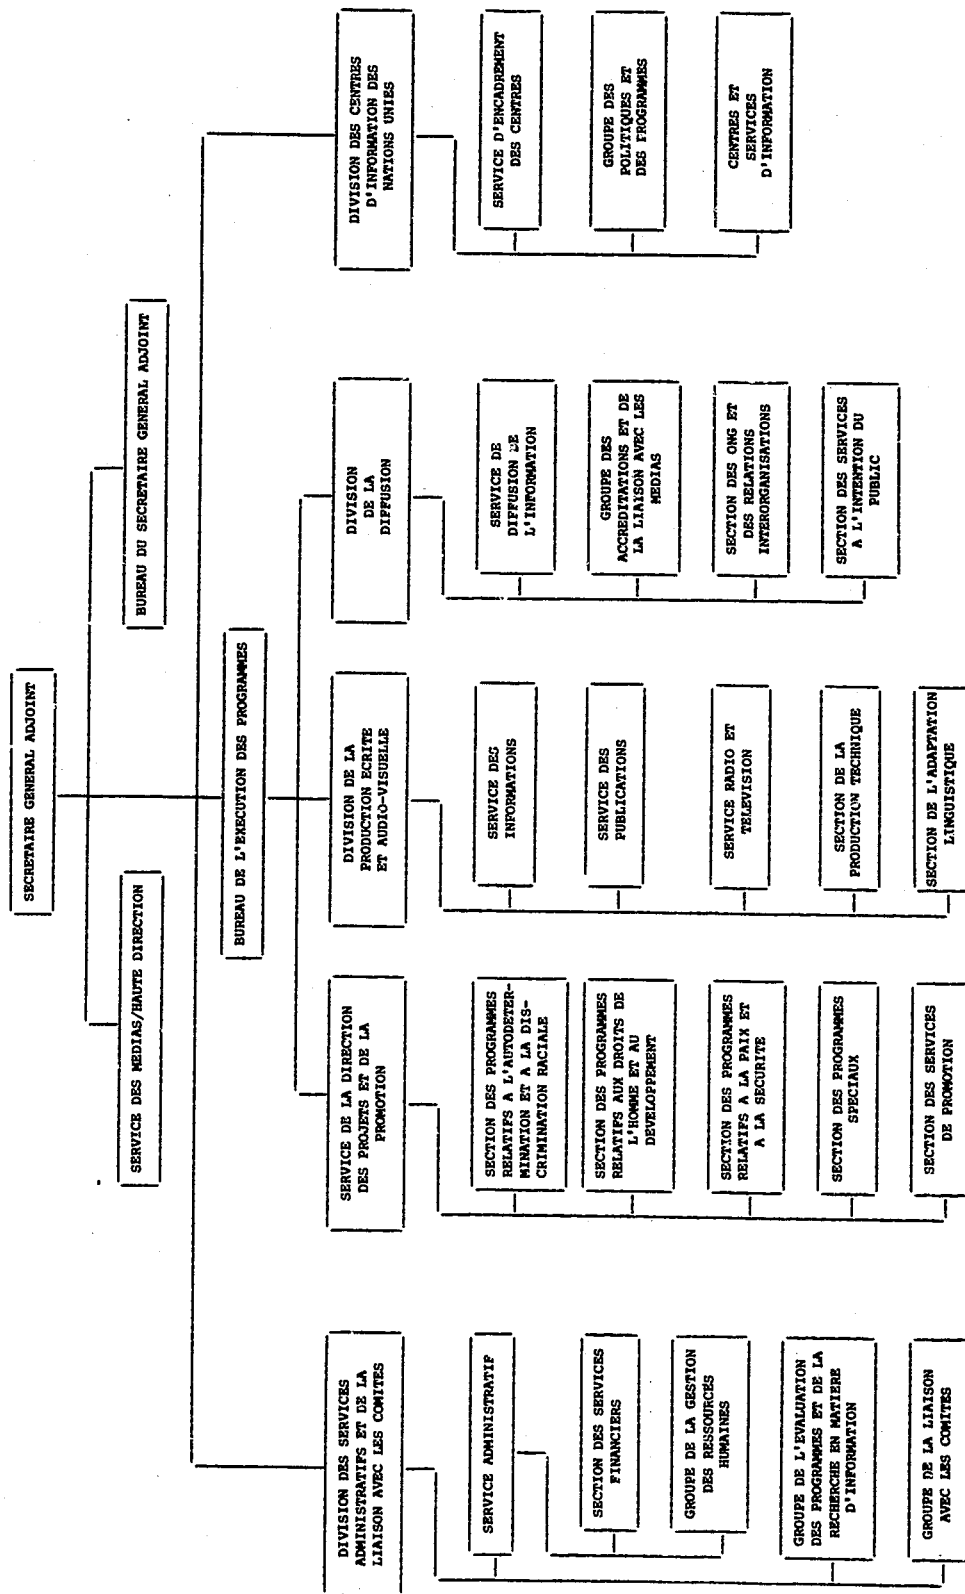 SECRETAIRE GENERAL ADJOINT
SERVICE DES MEDIAS/HAUTE DIRECTION
BUREAU DU SECRETAIRE GENERAL ADJOINT
BUREAU DE L'EXECUTION DES PROGRAMMES
DIVISION DES SERVICES
ADMINISTRATIFS ET DE LA
LIAISON AVEC LES COMITES
SERVICE ADMINISTRATIF
SECTION DES SERVICES
FINANCIERS
GROUPE DE LA GESTION
DES RESSOURCES
HUMAINES
GROUPE DE L'EVALUATION
DES PROGRAMMES ET DE LA
RECHERCHE EN MATIERE
D'INFORMATION
GROUPE DE LA LIAISON
AVEC LES COMITES
SERVICE DE LA DIRECTION
DES PROJETS ET DE LA
PROMOTION
SECTION DES PROGRAMMES
RELATIFS A L'AUTODETER-
MINATION ET A LA DIS-
CRIMINATION RACIALE
SECTION DES PROGRAMMES
RELATIFS AUX DROITS DE
L'HOMME ET AU
DEVELOPPEMENT
SECTION DES PROGRAMMES
RELATIFS A LA PAIX ET
A LA SECURITE
SECTION DES PROGRAMMES
SPECIAUX
SECTION DES SERVICES
DE PROMOTION
DIVISION DE LA
PRODUCTION ECRITE
ET AUDIO-VISUELLE
SERVICE DES
INFORMATIONS
SERVICE DES
PUBLICATIONS
SERVICE RADIO ET
TELEVISION
SECTION DE LA
PRODUCTION TECHNIQUE
SECTION DE L'ADAPTATION
LINGUISTIQUE
DIVISION
DE LA
DIFFUSION
SERVICE DE
DIFFUSION DE
L'INFORMATION
GROUPE DES
ACCREDITATIONS ET DE
LA LIAISON AVEC LES
MEDIAS
SECTION DES ONG ET
DES RELATIONS
INTERORGANISATIONS
SECTION DES SERVICES
A L'INTENTION DU
PUBLIC
DIVISION DES CENTRES
D'INFORMATION DES
NATIONS UNIES
SERVICE D'ENCADREMENT
DES CENTRES
GROUPE DES
POLITIQUES ET
DES PROGRAMMES
CENTRES ET
SERVICES
D'INFORMATION